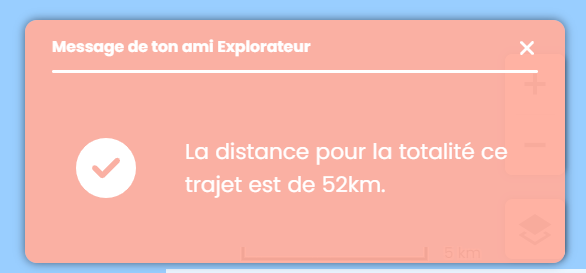 Message de ton ami Explorateur
La distance pour la totalité ce
trajet est de 52km.
5 km